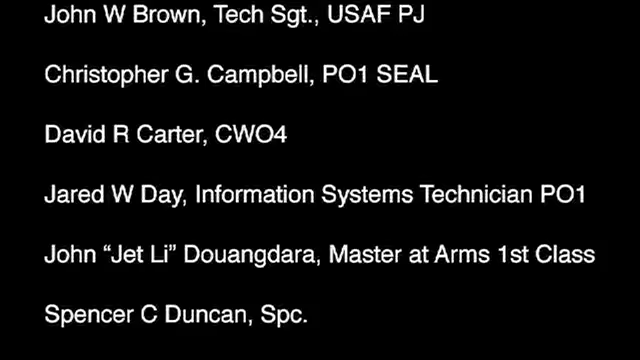 John W Brown, Tech Sgt., USAF PJ
Christopher G. Campbell, PO1 SEAL
David R Carter, CWO4
Jared W Day, Information Systems Technician PO1
John “Jet Li” Douangdara, Master at Arms 1st Class
Spencer C Duncan, Spc.